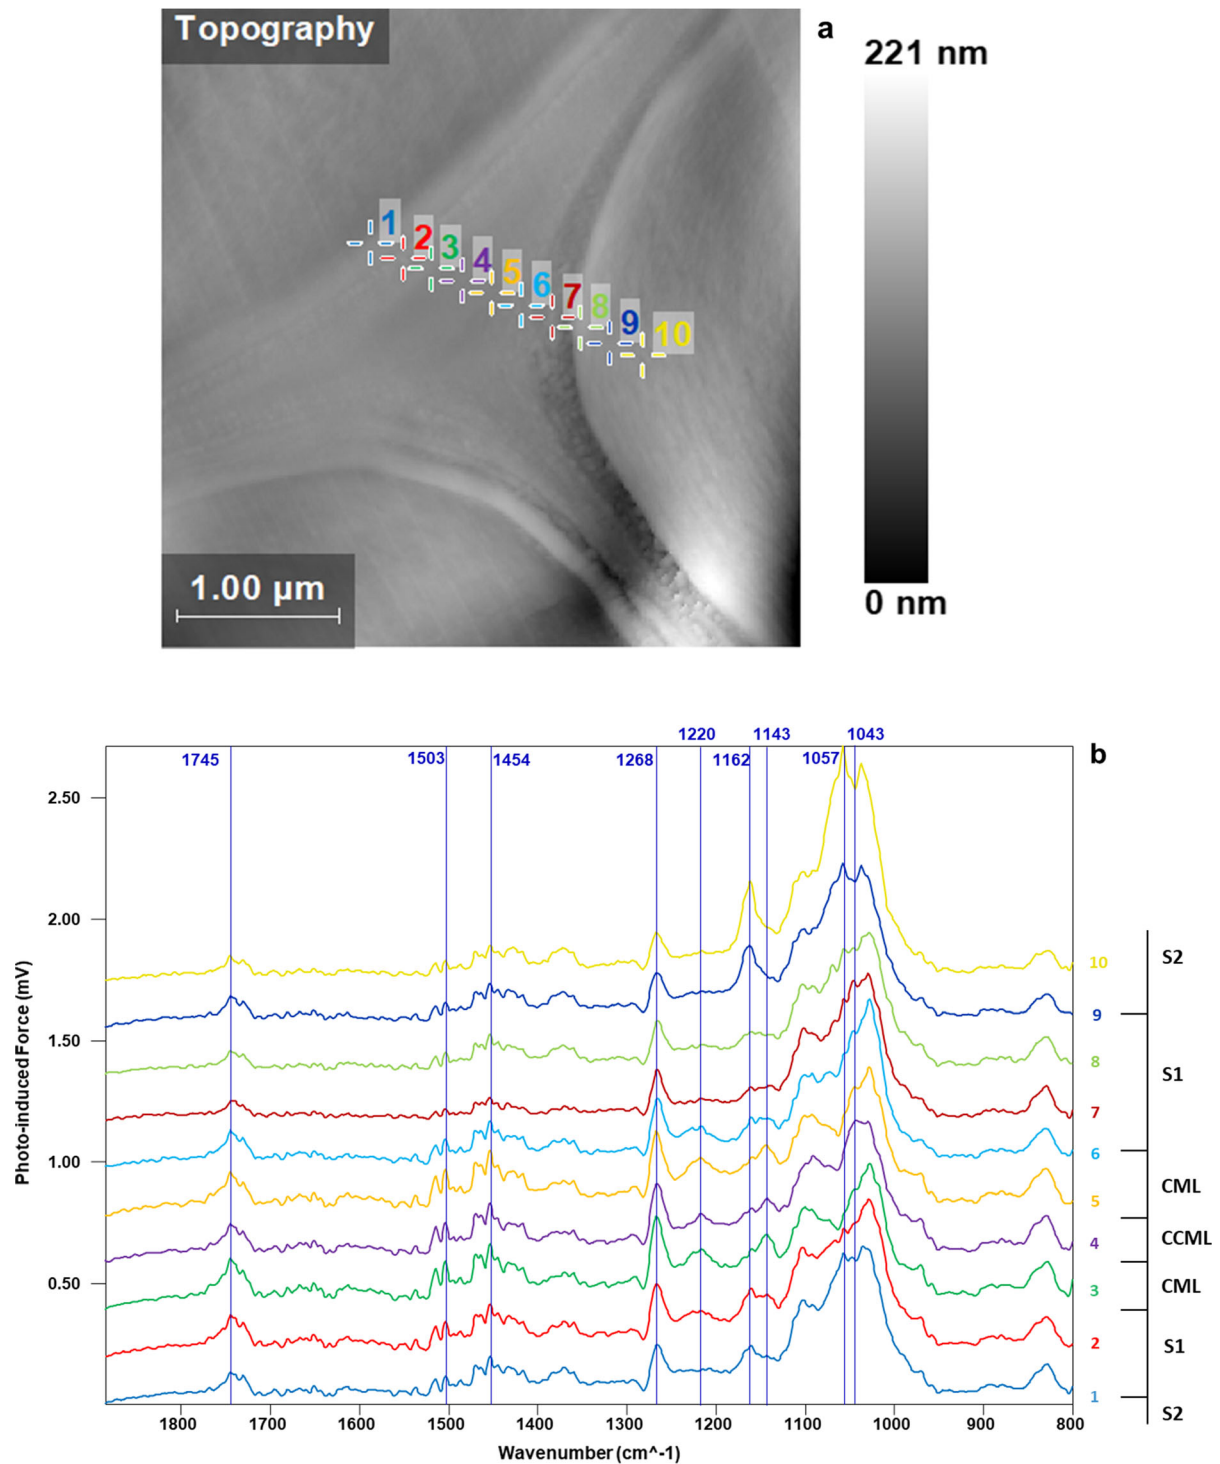 Topography
a
221 nm
1
2
3
4
5
6
7
8
9
10
1.00 µm
0 nm
1220 1143 1043
b
1745 1503 1454 1268 1162 1057
2.50
2.00
1.50
1.00
0.50
Photo-induced Force (mV)
10
S2
9
8
S1
7
6
5
CML
4
CCML
3
CML
2
S1
1
S2
1800 1700 1600 1500 1400 1300 1200 1100 1000 900 800
Wavenumber (cm^-1)